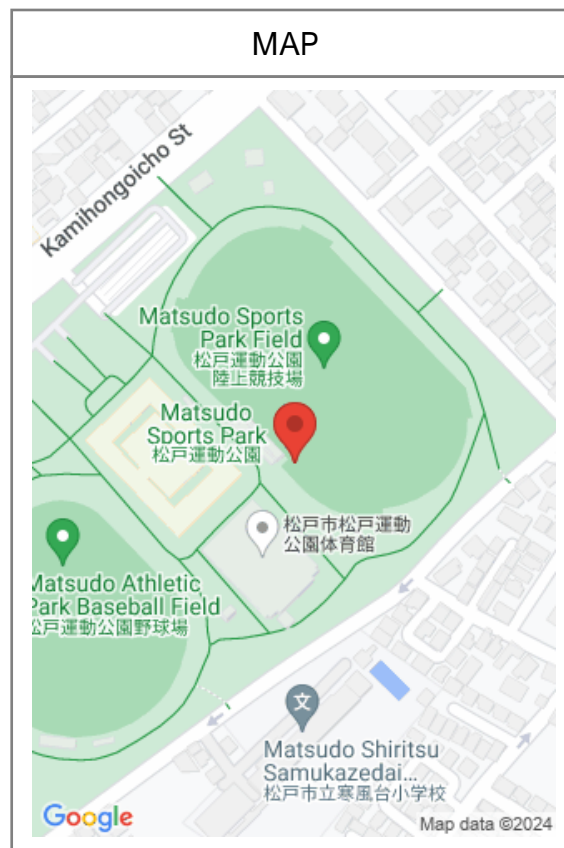 MAP
Kamihongoicho St
Matsudo Sports
Park Field
松戸運動公園
陸上競技場
Matsudo
Sports Park
松戸運動公園
松戸市松戸運動
公園体育館
Matsudo Athletic
Park Baseball Field
松戸運動公園野球場
文
Matsudo Shiritsu
Samukazedai...
松戸市立寒風台小学校
Google
Map data ©2024